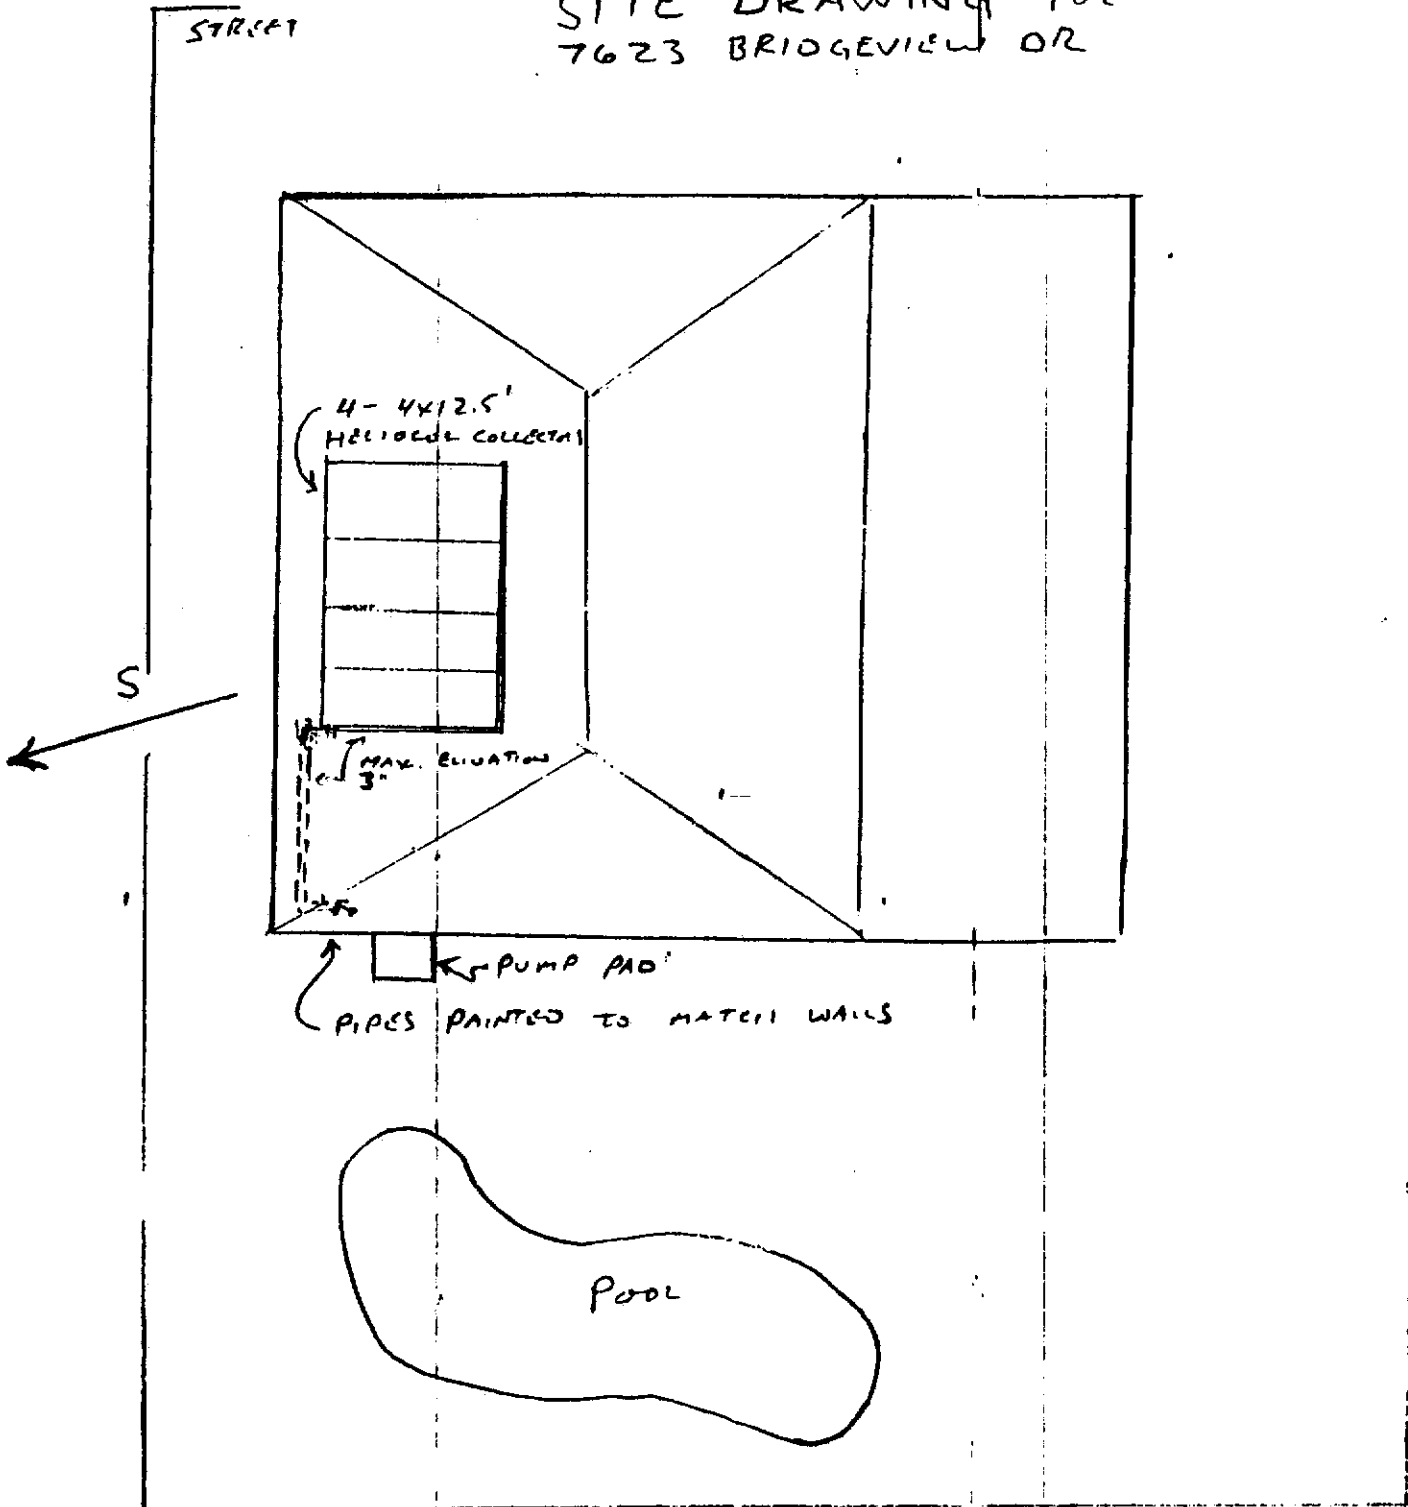 SITE DRAWING for
STREET
7623 BRIDGEVIEW DR
4- 4x12.5'
HELIOCOL COLLECTORS
S
MAX. ELEVATION
3"
PUMP PAD
PIPES PAINTED TO MATCH WALLS
POOL